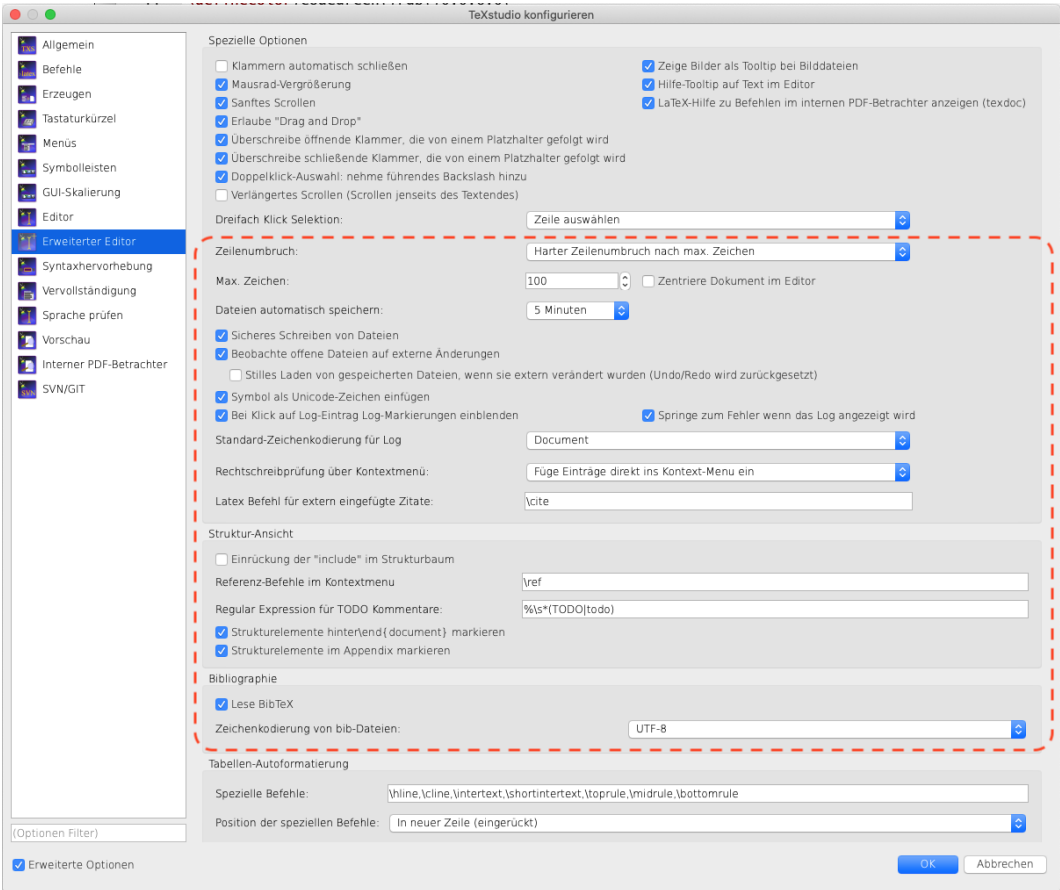 TeXstudio konfigurieren
Allgemein
Befehle
Erzeugen
Tastaturkürzel
Menüs
Symbolleisten
GUI-Skalierung
Editor
Erweiterter Editor
Syntaxhervorhebung
Vervollständigung
Sprache prüfen
Vorschau
Interner PDF-Betrachter
SVN/GIT
(Optionen Filter)
Erweiterte Optionen
Spezielle Optionen
Klammern automatisch schließen
Zeige Bilder als Tooltip bei Bilddateien
Mausrad-Vergrößerung
Hilfe-Tooltip auf Text im Editor
Sanftes Scrollen
LaTeX-Hilfe zu Befehlen im internen PDF-Betrachter anzeigen (texdoc)
Erlaube "Drag and Drop"
Überschreibe öffnende Klammer, die von einem Platzhalter gefolgt wird
Überschreibe schließende Klammer, die von einem Platzhalter gefolgt wird
Doppelklick-Auswahl: nehme führendes Backslash hinzu
Verlängertes Scrollen (Scrollen jenseits des Textendes)
Dreifach Klick Selektion: Zeile auswählen
Zeilenumbruch: Harter Zeilenumbruch nach max. Zeichen
Max. Zeichen: 100 Zentriere Dokument im Editor
Dateien automatisch speichern: 5 Minuten
Sicheres Schreiben von Dateien
Beobachte offene Dateien auf externe Änderungen
Stilles Laden von gespeicherten Dateien, wenn sie extern verändert wurden (Undo/Redo wird zurückgesetzt)
Symbol als Unicode-Zeichen einfügen
Bei Klick auf Log-Eintrag Log-Markierungen einblenden
Springe zum Fehler wenn das Log angezeigt wird
Standard-Zeichenkodierung für Log Document
Rechtschreibprüfung über Kontextmenü: Füge Einträge direkt ins Kontext-Menu ein
Latex Befehl für extern eingefügte Zitate: \cite
Struktur-Ansicht
Einrückung der "include" im Strukturbaum
Referenz-Befehle im Kontextmenu \ref
Regular Expression für TODO Kommentare: %\s*(TODO|todo)
Strukturelemente hinter\end{document} markieren
Strukturelemente im Appendix markieren
Bibliographie
Lese BibTeX
Zeichenkodierung von bib-Dateien: UTF-8
Tabellen-Autoformatierung
Spezielle Befehle: \hline,\cline,\intertext,\shortintertext,\toprule,\midrule,\bottomrule
Position der speziellen Befehle: In neuer Zeile (eingerückt)
OK
Abbrechen